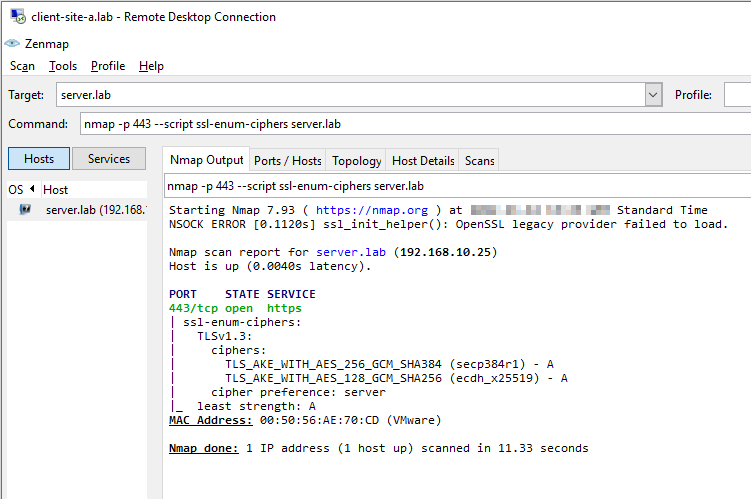 client-site-a.lab - Remote Desktop Connection
Zenmap
Scan Tools Profile Help
Target: server.lab Profile:
Command: nmap -p 443 --script ssl-enum-ciphers server.lab
Hosts Services Nmap Output Ports / Hosts Topology Host Details Scans
OS Host
server.lab (192.168.
nmap -p 443 --script ssl-enum-ciphers server.lab
Starting Nmap 7.93 ( https://nmap.org ) at Standard Time
NSOCK ERROR [0.1120s] ssl_init_helper(): OpenSSL legacy provider failed to load.
Nmap scan report for server.lab (192.168.10.25)
Host is up (0.0040s latency).
PORT STATE SERVICE
443/tcp open https
| ssl-enum-ciphers:
| TLSv1.3:
| ciphers:
| TLS_AKE_WITH_AES_256_GCM_SHA384 (secp384r1) - A
| TLS_AKE_WITH_AES_128_GCM_SHA256 (ecdh_x25519) - A
| cipher preference: server
|_ least strength: A
MAC Address: 00:50:56:AE:70:CD (VMware)
Nmap done: 1 IP address (1 host up) scanned in 11.33 seconds